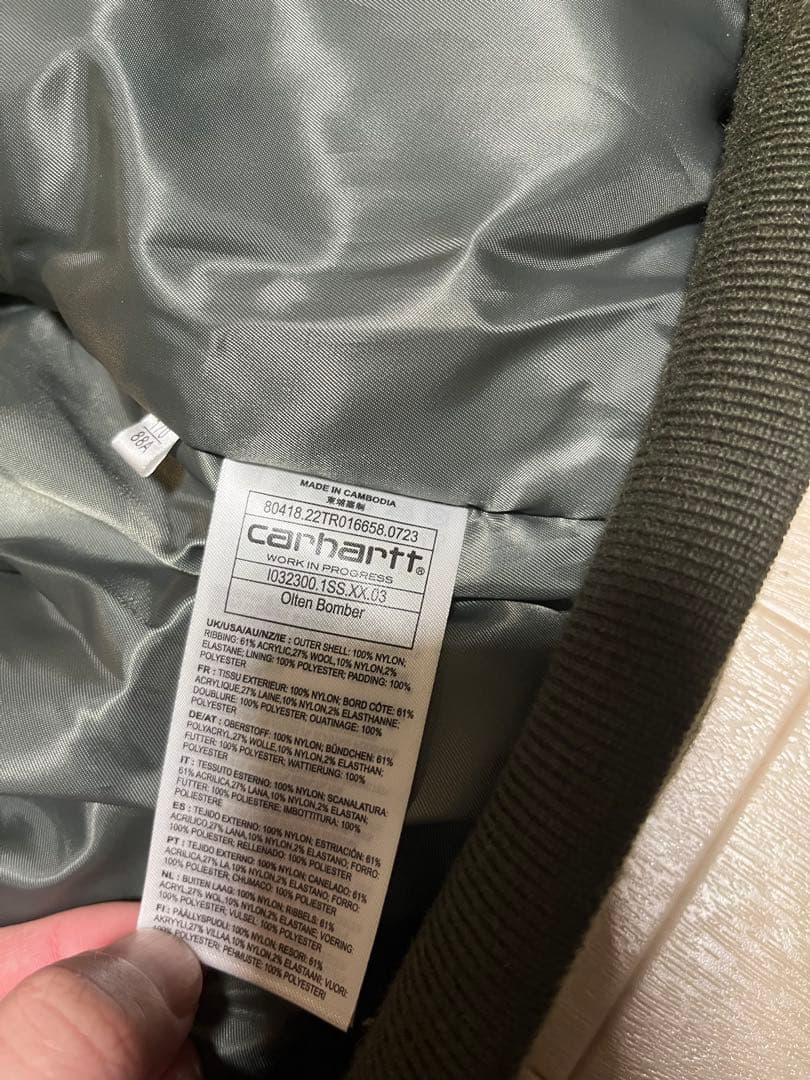 88A
MADE IN CAMBODIA
柬埔寨制
80418.22TR016658.0723
carhartt®
WORK IN PROGRESS
I032300.1SS.XX.03
Olten Bomber
UK/USA/AU/NZ/IE : OUTER SHELL: 100% NYLON;
RIBBING: 61% ACRYLIC,27% WOOL,10% NYLON,2%
ELASTANE; LINING: 100% POLYESTER; PADDING: 100%
POLYESTER
FR : TISSU EXTERIEUR: 100% NYLON; BORD CÔTE: 61%
ACRYLIQUE,27% LAINE,10% NYLON,2% ELASTHANNE;
DOUBLURE: 100% POLYESTER; OUATINAGE: 100%
POLYESTER
DE/AT : OBERSTOFF: 100% NYLON; BÜNDCHEN: 61%
POLYACRYL,27% WOLLE,10% NYLON,2% ELASTHAN;
FUTTER: 100% POLYESTER; WATTIERUNG: 100%
POLYESTER
IT : TESSUTO ESTERNO: 100% NYLON; SCANALATURA:
61% ACRILICA,27% LANA,10% NYLON,2% ELASTAN;
FUTTER: 100% POLIESTERE; IMBOTTITURA: 100%
POLIESTERE
ES : TEJIDO EXTERNO: 100% NYLON; ESTRIACIÓN: 61%
ACRILICO,27% LANA,10% NYLON,2% ELASTANO; FORRO:
100% POLYESTER; RELLENADO: 100% POLIESTER
PT : TEJIDO EXTERNO: 100% NYLON; CANELADO: 61%
ACRILICA,27% LA,10% NYLON,2% ELASTANO; FORRO:
100% POLIESTER; CHUMACO: 100% POLIESTER
NL : BUITEN LAAG: 100% NYLON; RIBBELS: 61%
ACRYL,27% WOL,10% NYLON,2% ELASTANE; VOERING:
100% POLYESTER; VULSEL: 100% POLYESTER
FI : PÄÄLLYSPUOLI: 100% NYLON; RESORI: 61%
AKRYYLI,27% VILLAA,10% NYLON,2% ELASTAANI; VUORI:
POLYESTERI; PEHMUSTE: 100% POLYESTERI